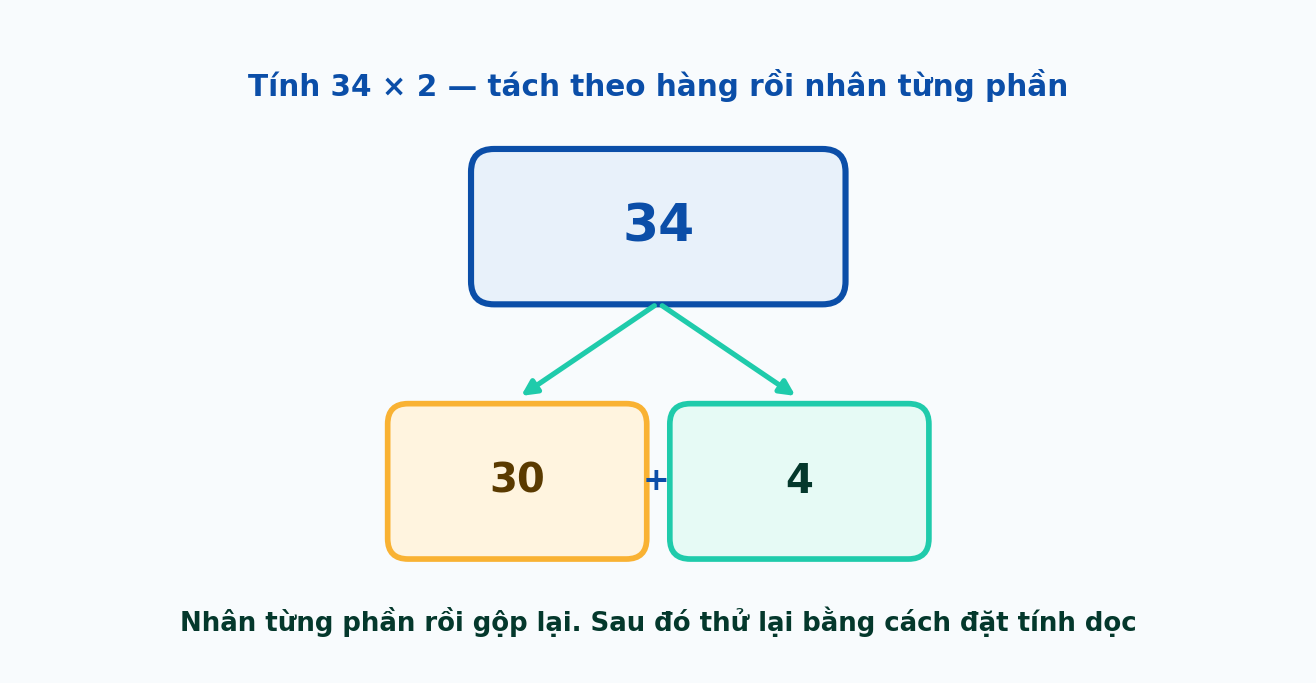 Tính 34 × 2 — tách theo hàng rồi nhân từng phần
34
30 + 4
Nhân từng phần rồi gộp lại. Sau đó thử lại bằng cách đặt tính dọc